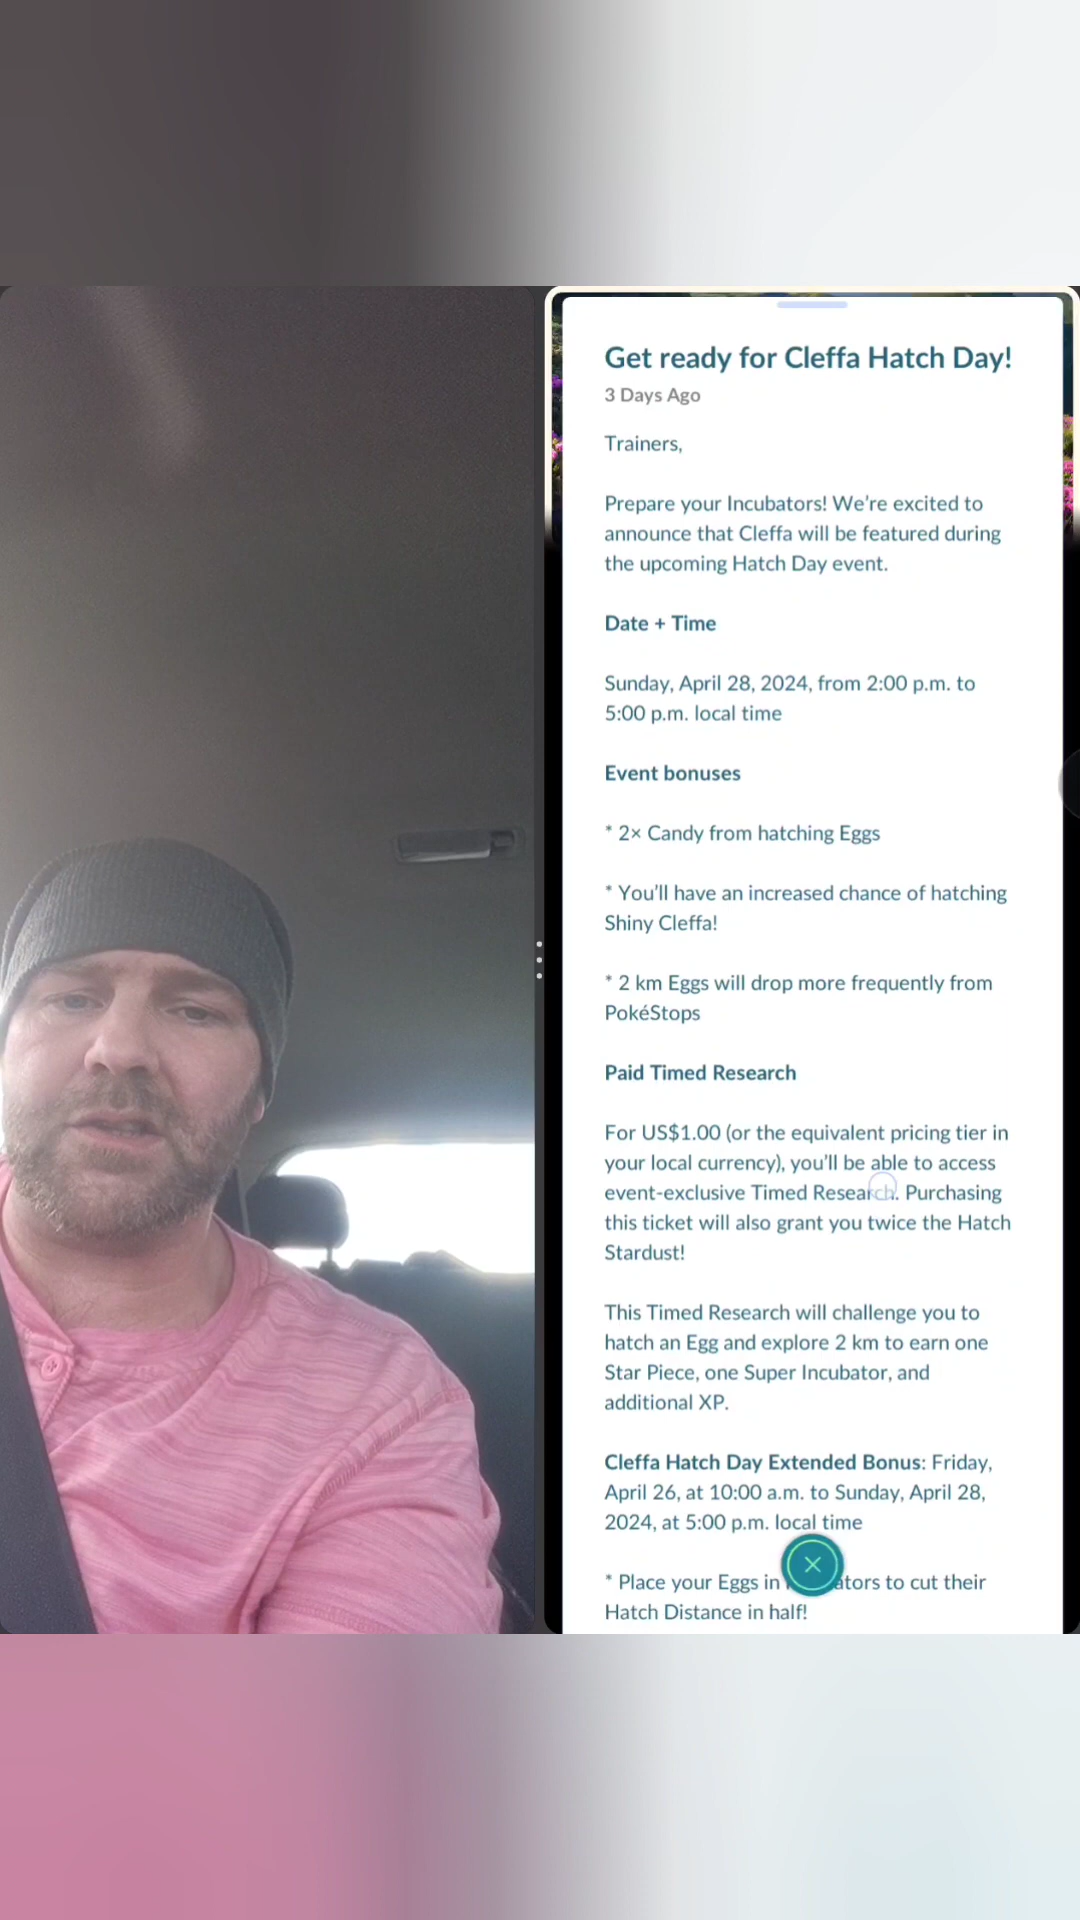 Get ready for Cleffa Hatch Day!
3 Days Ago
Trainers,
Prepare your Incubators! We're excited to
announce that Cleffa will be featured during
the upcoming Hatch Day event.
Date + Time
Sunday, April 28, 2024, from 2:00 p.m. to
5:00 p.m. local time
Event bonuses
* 2× Candy from hatching Eggs
* You'll have an increased chance of hatching
Shiny Cleffa!
* 2 km Eggs will drop more frequently from
PokéStops
Paid Timed Research
For US$1.00 (or the equivalent pricing tier in
your local currency), you'll be able to access
event-exclusive Timed Research. Purchasing
this ticket will also grant you twice the Hatch
Stardust!
This Timed Research will challenge you to
hatch an Egg and explore 2 km to earn one
Star Piece, one Super Incubator, and
additional XP.
Cleffa Hatch Day Extended Bonus: Friday,
April 26, at 10:00 a.m. to Sunday, April 28,
2024, at 5:00 p.m. local time
* Place your Eggs in ators to cut their
Hatch Distance in half!